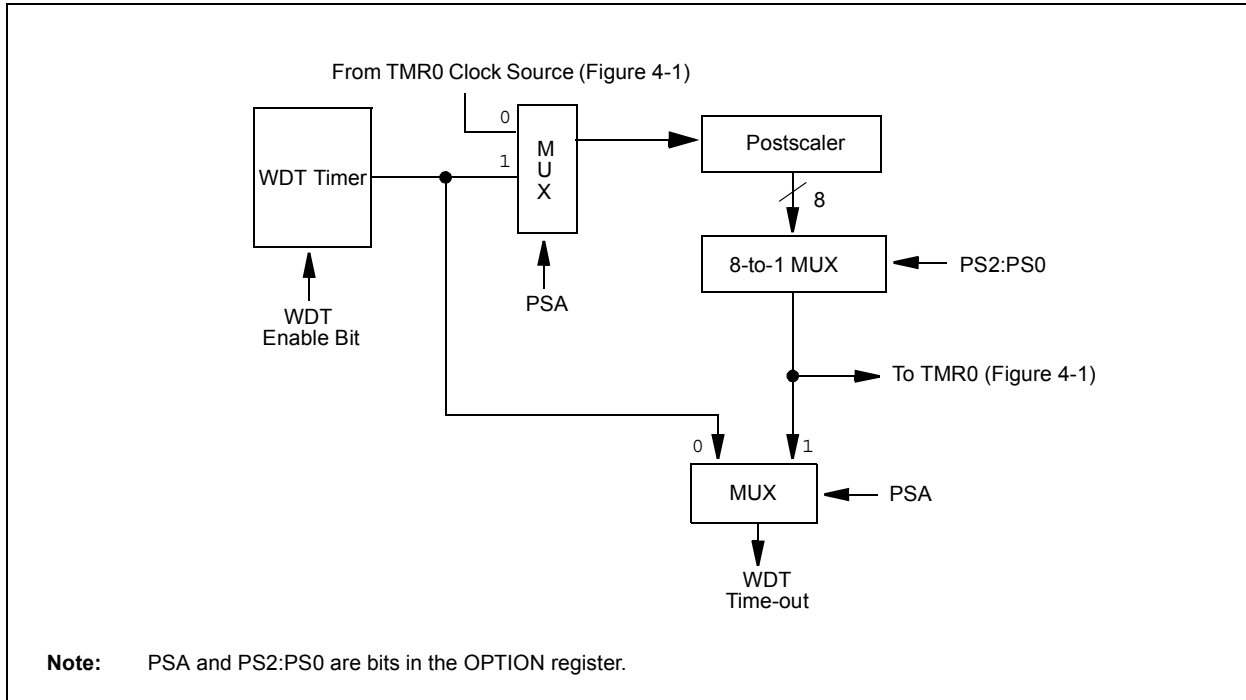 From TMR0 Clock Source (Figure 4-1)
0
1
M
U
X
WDT Timer
Postscaler
8
8-to-1 MUX
PS2:PS0
PSA
WDT
Enable Bit
To TMR0 (Figure 4-1)
0
1
MUX
PSA
WDT
Time-out
Note: PSA and PS2:PS0 are bits in the OPTION register.